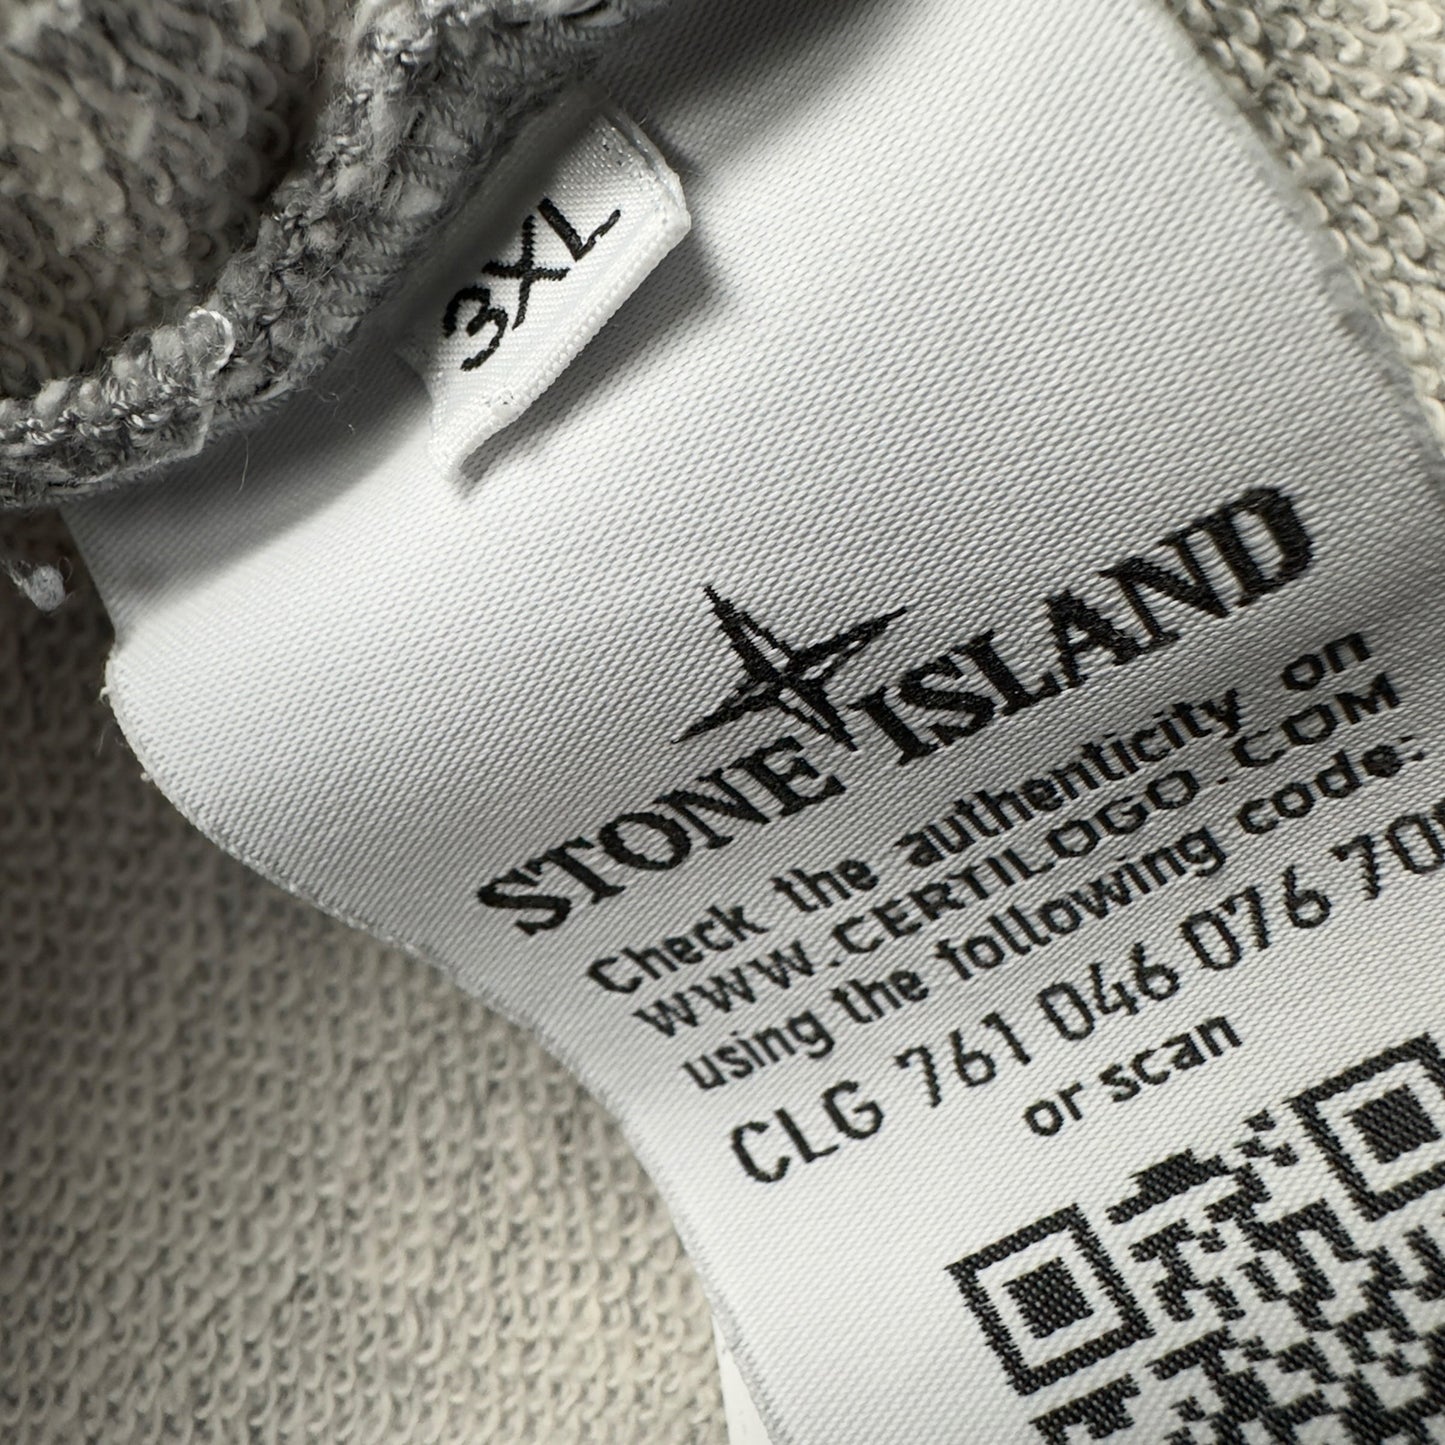 3XL
STONE ISLAND
Check the authenticity on
WWW.CERTILOGO.COM
using the following code:
CLG 761 046 076 70
or scan